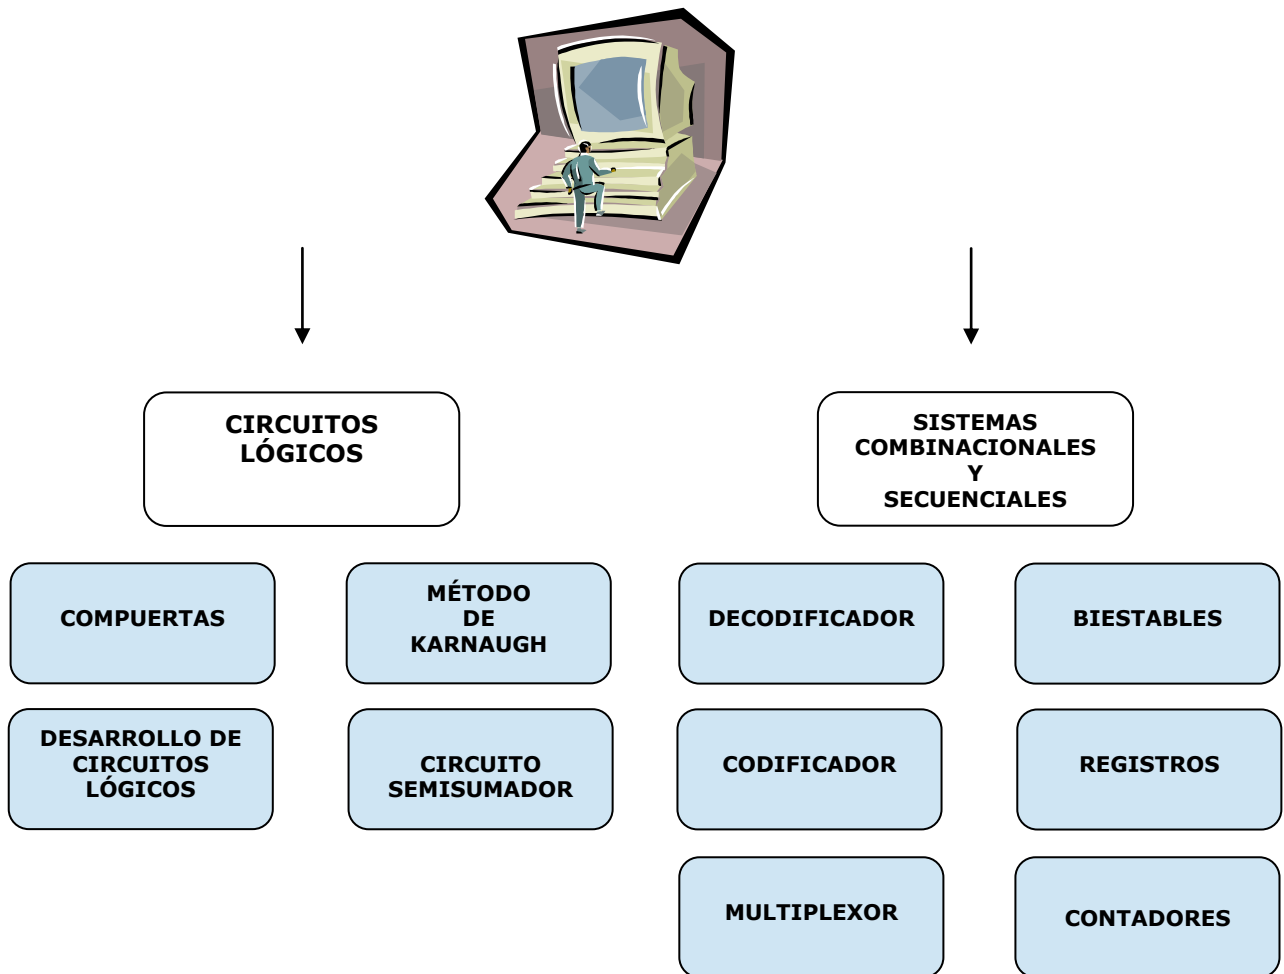 CIRCUITOS
LÓGICOS
SISTEMAS
COMBINACIONALES
Y
SECUENCIALES
COMPUERTAS
MÉTODO
DE
KARNAUGH
DECODIFICADOR
BIESTABLES
DESARROLLO DE
CIRCUITOS
LÓGICOS
CIRCUITO
SEMISUMADOR
CODIFICADOR
REGISTROS
MULTIPLEXOR
CONTADORES